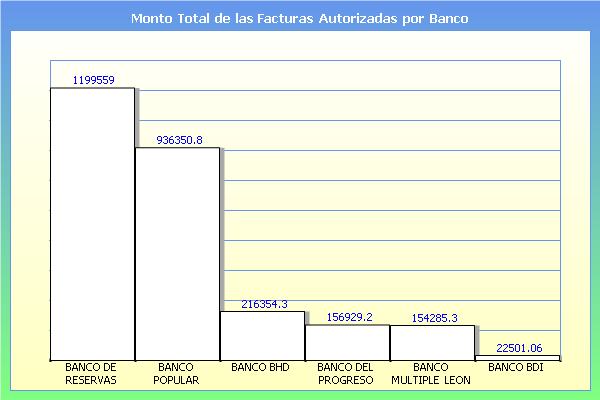 Monto Total de las Facturas Autorizadas por Banco
1199559
936350.8
216354.3
156929.2
154285.3
22501.06
BANCO DE
RESERVAS
BANCO
POPULAR
BANCO BHD
BANCO DEL
PROGRESO
BANCO
MULTIPLE LEON
BANCO BDI